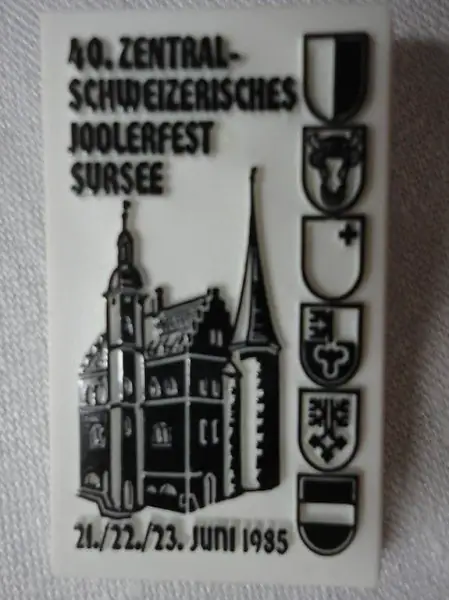 40. ZENTRAL-
SCHWEIZERISCHES
JODLERFEST
SURSEE
21./22./23. JUNI 1985